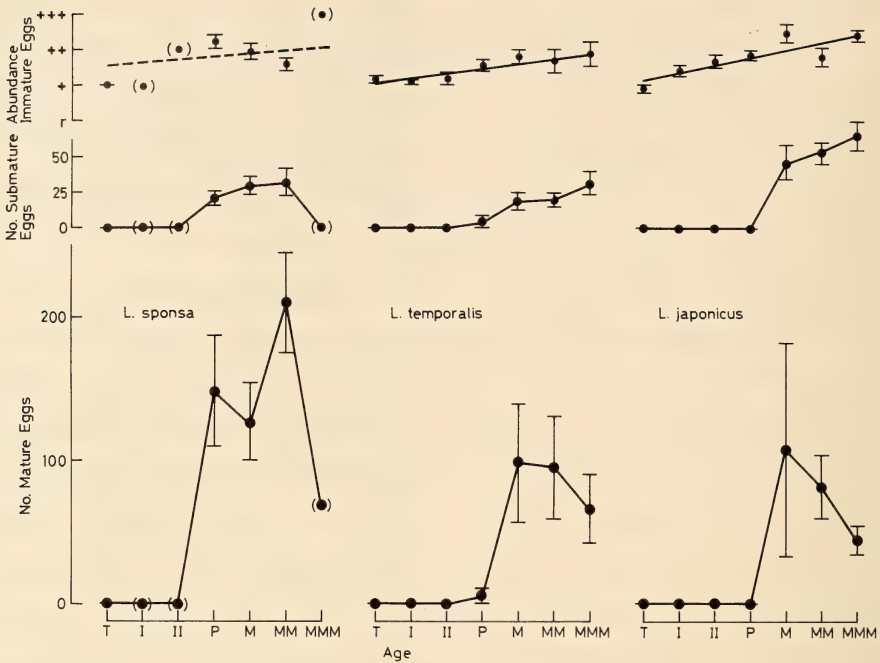 Abundance
Immature Eggs
+++
++
+
r
No. Submature
Eggs
50
25
0
( )
( )
( )
( )
( )
( )
No. Mature Eggs
200
100
0
L. sponsa
L. temporalis
L. japonicus
( )
( )
( )
T I II P M MM MMM
T I II P M MM MMM
T I II P M MM MMM
Age